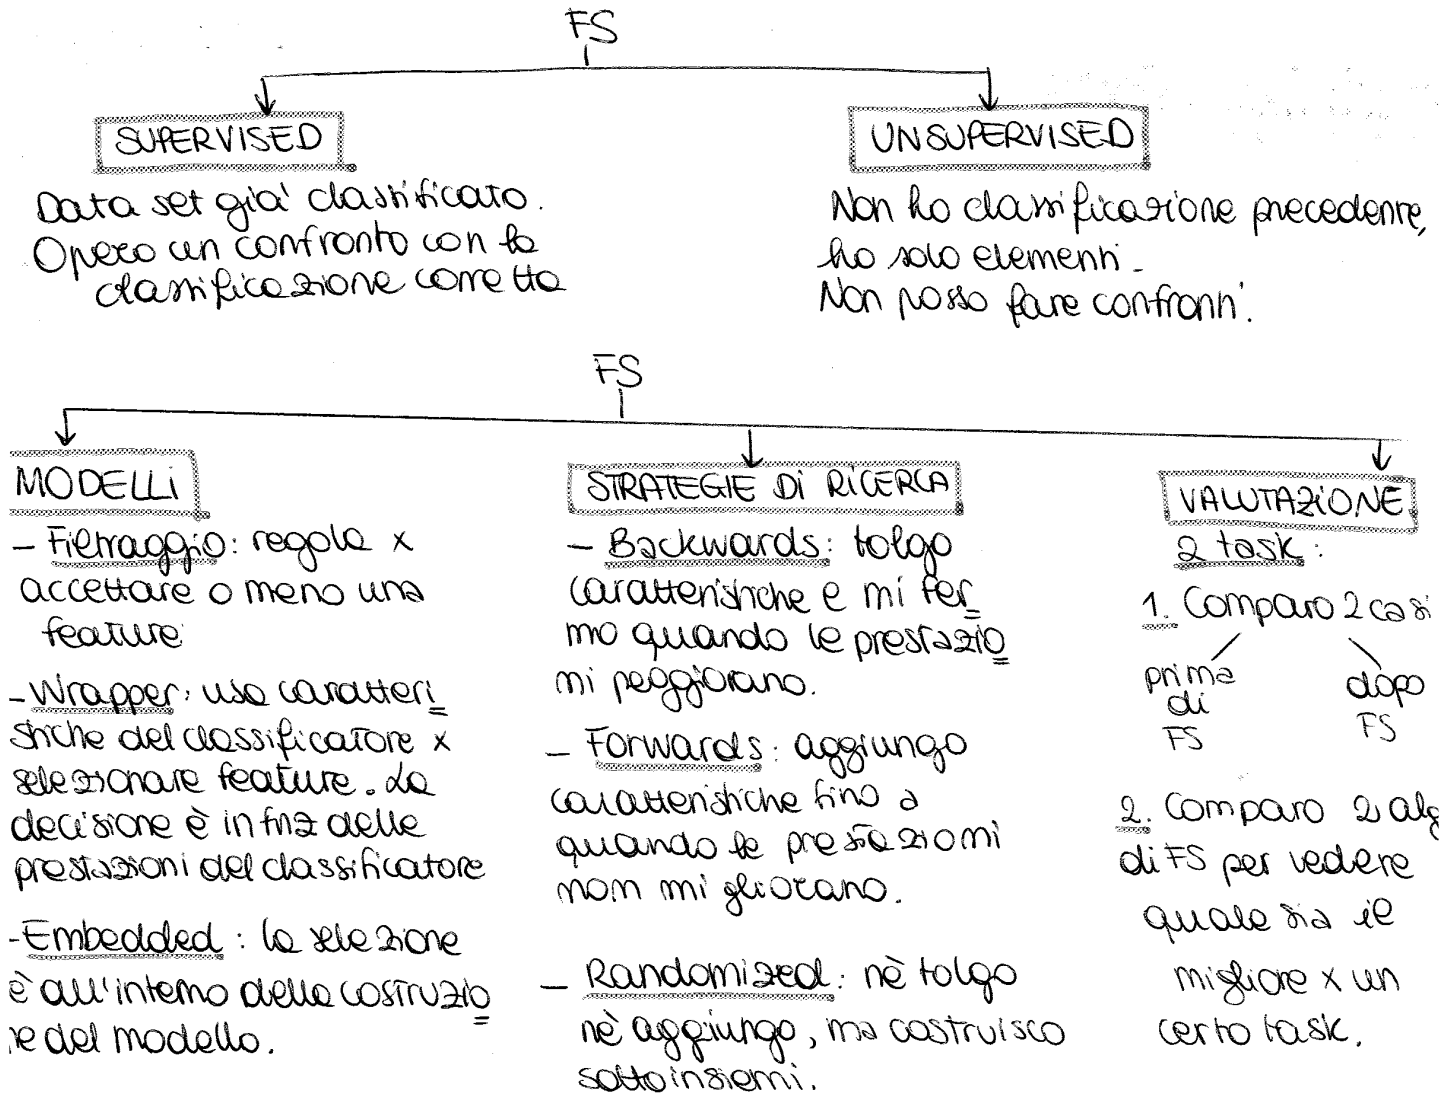 FS
SUPERVISED
Data set già classificato.
Opero un confronto con la
classificazione corretta
UNSUPERVISED
Non ho classificazione precedente,
ho solo elementi.
Non posso fare confronti.
FS
MODELLI
- Filtraggio: regola x
accettare o meno una
feature
- Wrapper: usa caratteri
stiche del classificatore x
selezionare feature. La
decisione è in fnz delle
prestazioni del classificatore
- Embedded: la selezione
è all'interno della costruzio
ne del modello.
STRATEGIE DI RICERCA
- Backwards: tolgo
caratteristiche e mi fer
mo quando le prestazio
ni peggiorano.
- Forwards: aggiungo
caratteristiche fino a
quando le prestazioni
non migliorano.
- Randomized: nè tolgo
nè aggiungo, ma costruisco
sottoinsiemi.
VALUTAZIONE
2 task:
1. Comparo 2 casi
prima
di
FS
dopo
FS
2. Comparo 2 alg
di FS per vedere
quale sia il
migliore x un
certo task.